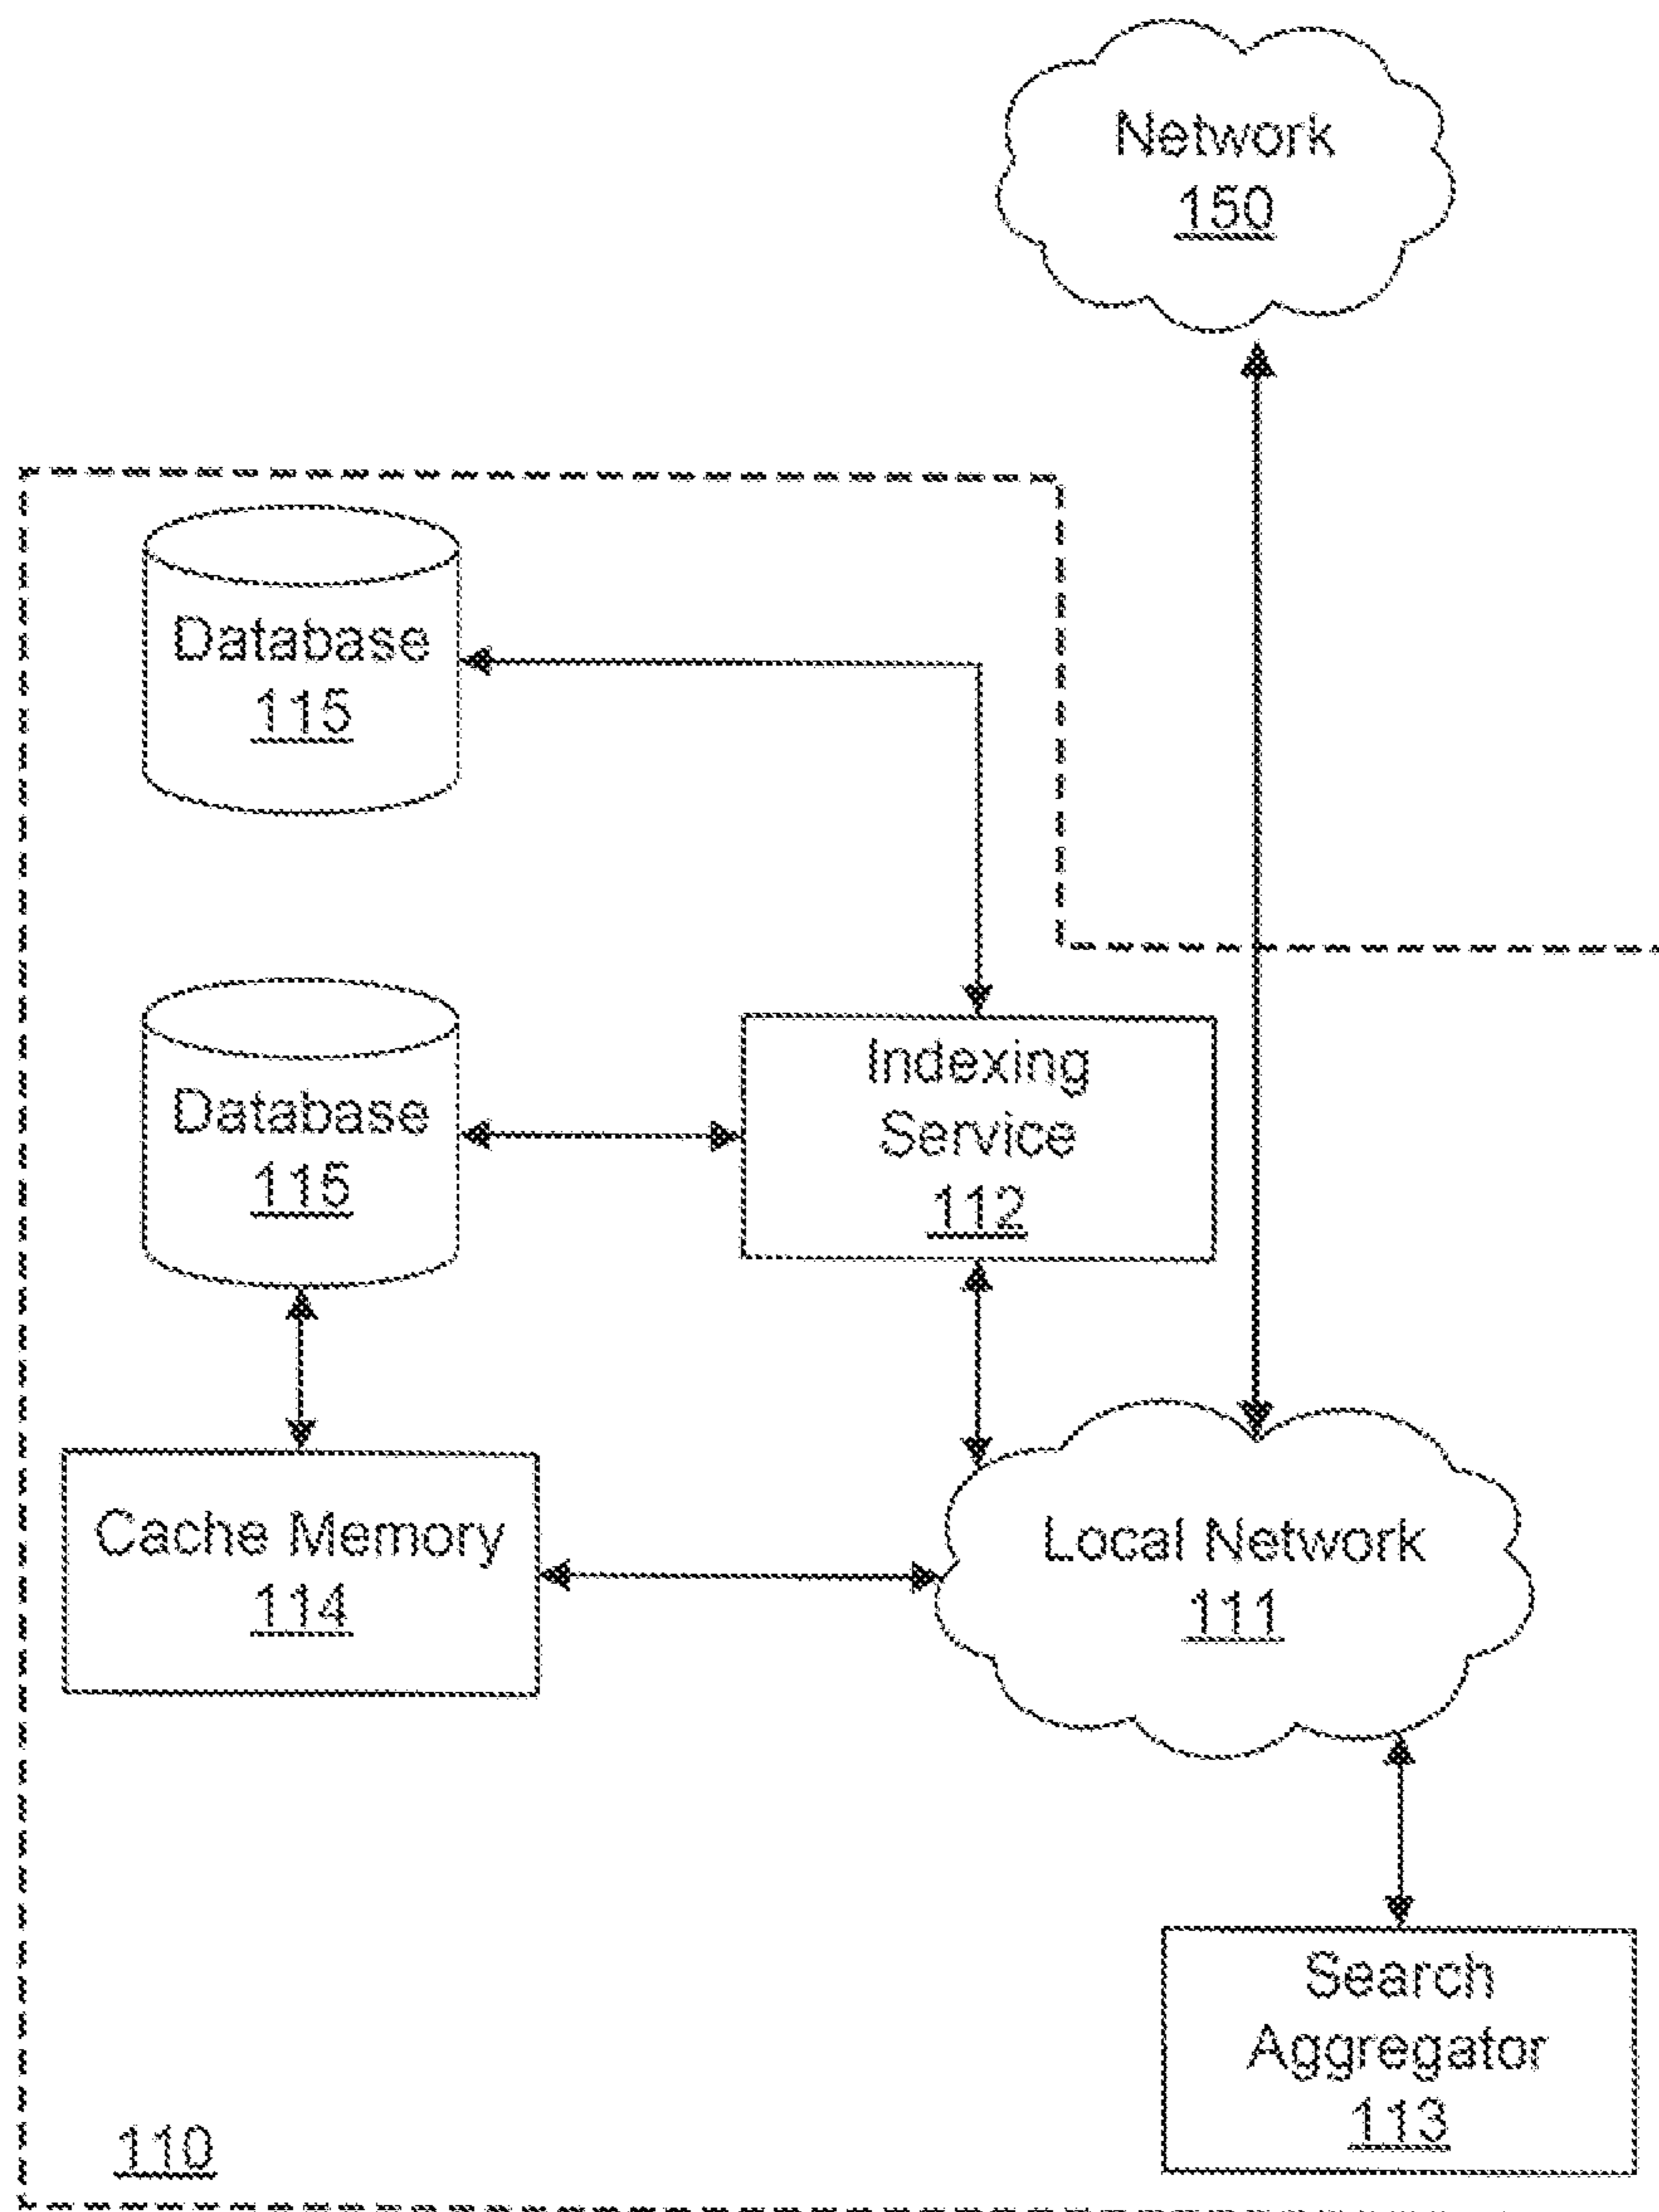 Network
150
Database
115
Database
115
Indexing
Service
112
Cache Memory
114
Local Network
111
Search
Aggregator
113
110